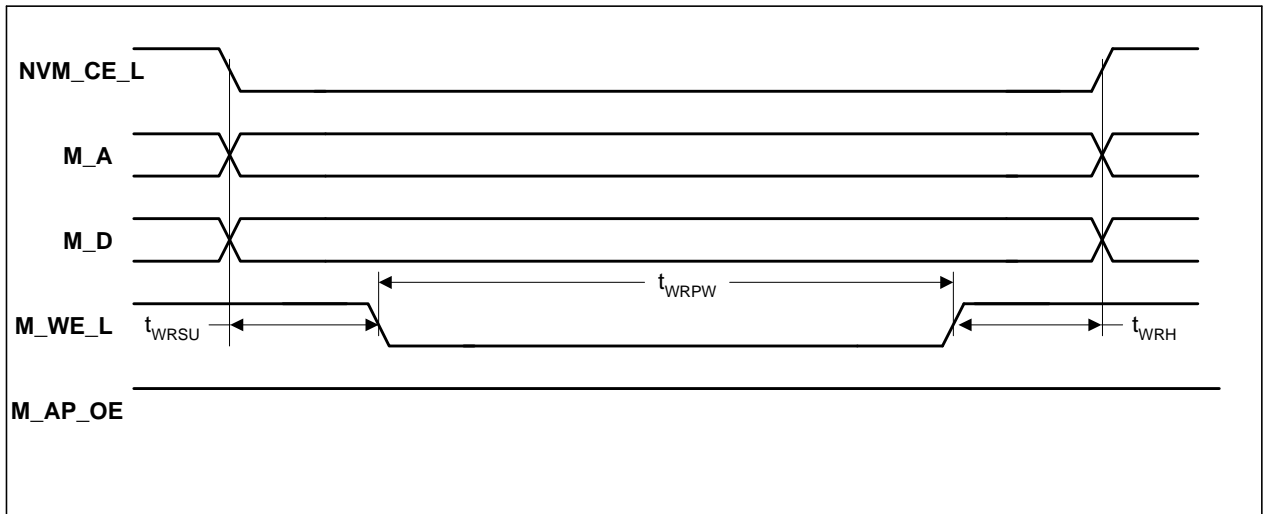 NVM_CE_L
M_A
M_D
tWRPW
M_WE_L
tWRSU
tWRH
M_AP_OE